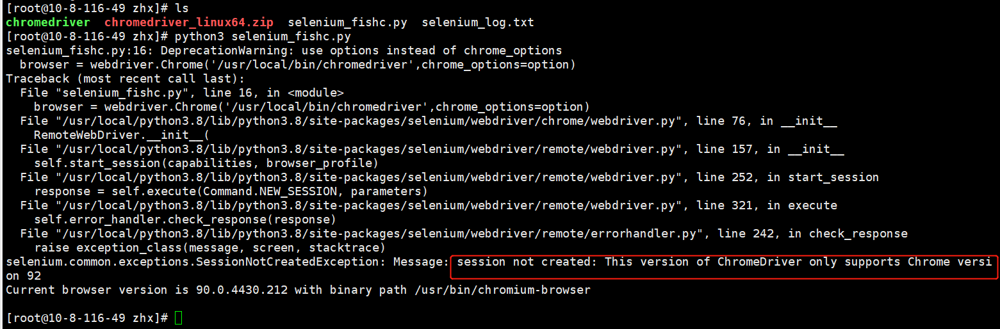 [root@10-8-116-49 zhx]# ls
chromedriver  chromedriver_linux64.zip  selenium_fishc.py  selenium_log.txt
[root@10-8-116-49 zhx]# python3 selenium_fishc.py
selenium_fishc.py:16: DeprecationWarning: use options instead of chrome_options
  browser = webdriver.Chrome('/usr/local/bin/chromedriver',chrome_options=option)
Traceback (most recent call last):
  File "selenium_fishc.py", line 16, in <module>
    browser = webdriver.Chrome('/usr/local/bin/chromedriver',chrome_options=option)
  File "/usr/local/python3.8/lib/python3.8/site-packages/selenium/webdriver/chrome/webdriver.py", line 76, in __init__
    RemoteWebDriver.__init__(
  File "/usr/local/python3.8/lib/python3.8/site-packages/selenium/webdriver/remote/webdriver.py", line 157, in __init__
    self.start_session(capabilities, browser_profile)
  File "/usr/local/python3.8/lib/python3.8/site-packages/selenium/webdriver/remote/webdriver.py", line 252, in start_session
    response = self.execute(Command.NEW_SESSION, parameters)
  File "/usr/local/python3.8/lib/python3.8/site-packages/selenium/webdriver/remote/webdriver.py", line 321, in execute
    self.error_handler.check_response(response)
  File "/usr/local/python3.8/lib/python3.8/site-packages/selenium/webdriver/remote/errorhandler.py", line 242, in check_response
    raise exception_class(message, screen, stacktrace)
selenium.common.exceptions.SessionNotCreatedException: Message: session not created: This version of ChromeDriver only supports Chrome versi
on 92
Current browser version is 90.0.4430.212 with binary path /usr/bin/chromium-browser
[root@10-8-116-49 zhx]#